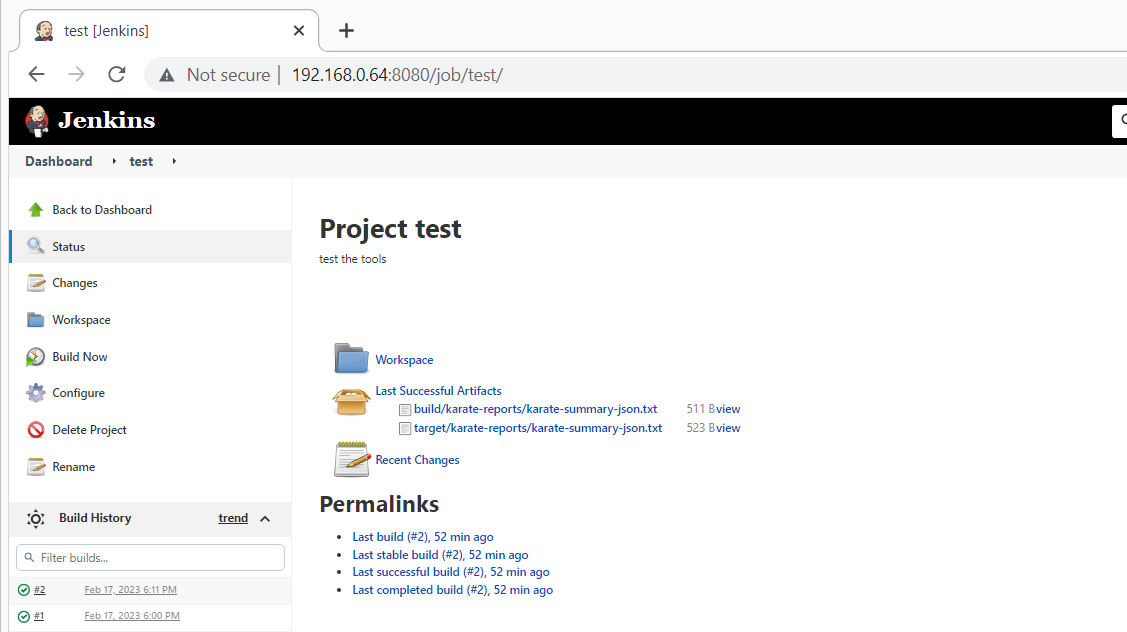 test [Jenkins]
Not secure | 192.168.0.64:8080/job/test/
Jenkins
Dashboard test
Back to Dashboard
Status
Changes
Workspace
Build Now
Configure
Delete Project
Rename
Build History trend
Filter builds...
#2 Feb 17, 2023 6:11 PM
#1 Feb 17, 2023 6:00 PM
Project test
test the tools
Workspace
Last Successful Artifacts
build/karate-reports/karate-summary-json.txt 511 B view
target/karate-reports/karate-summary-json.txt 523 B view
Recent Changes
Permalinks
Last build (#2), 52 min ago
Last stable build (#2), 52 min ago
Last successful build (#2), 52 min ago
Last completed build (#2), 52 min ago